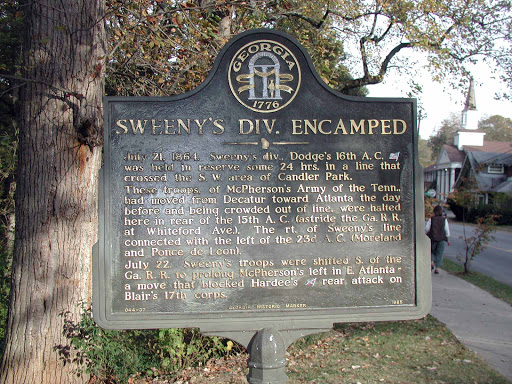 GEORGIA
1776
SWEENY'S DIV. ENCAMPED
July 21, 1864. Sweeny's div., Dodge's 16th A.C.
was held in reserve some 24 hrs. in a line that
crossed the S.W. area of Candler Park.
These troops, of McPherson's Army of the Tenn.,
had moved from Decatur toward Atlanta the day
before and being crowded out of line, were halted
here in rear of the 15th A.C. (astride the Ga. R.R.
at Whiteford Ave.). The rt. of Sweeny's line
connected with the left of the 23d A.C. (Moreland
and Ponce de Leon).
July 22, Sweeny's troops were shifted S. of the
Ga. R.R. to prolong McPherson's left in E. Atlanta -
a move that blocked Hardee's rear attack on
Blair's 17th corps.
044-37
GEORGIA HISTORIC MARKER